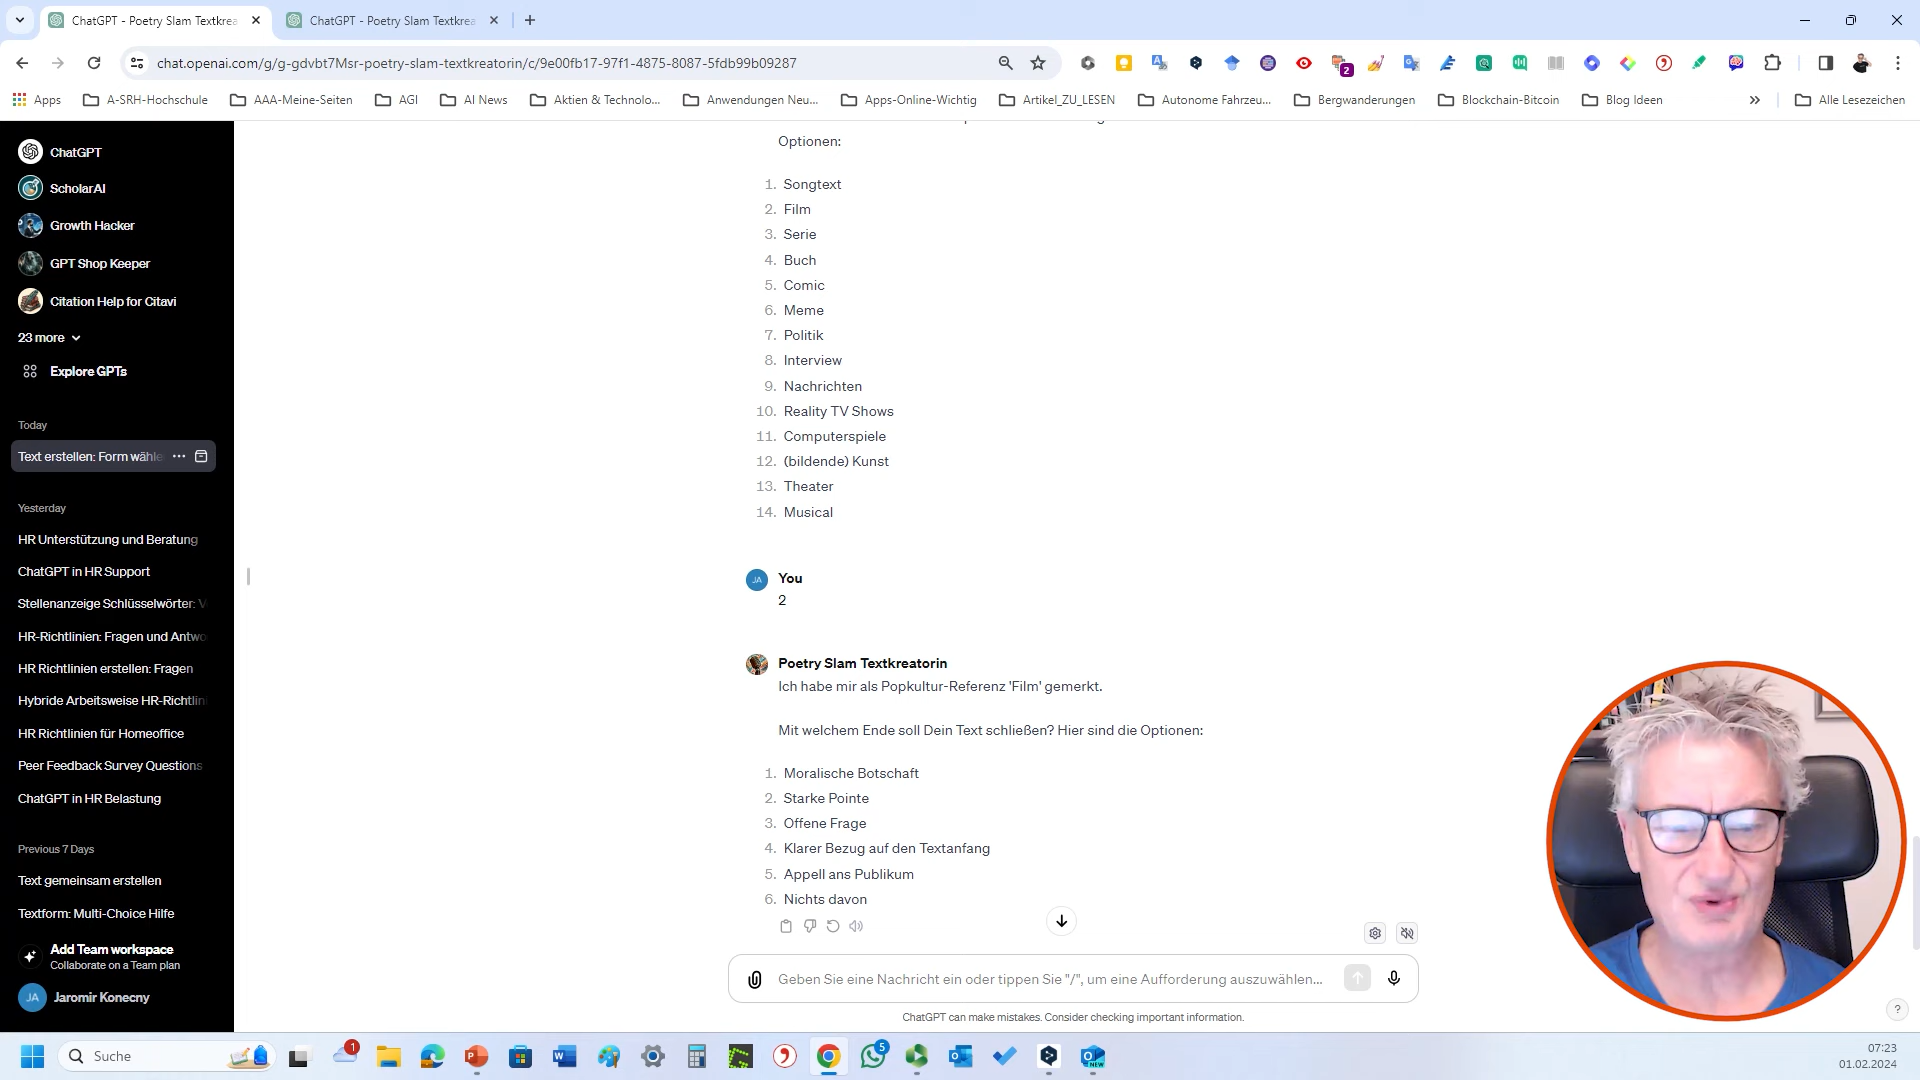 ChatGPT - Poetry Slam Textkrea
ChatGPT - Poetry Slam Textkrea
chat.openai.com/g/g-gdvbt7Msr-poetry-slam-textkreatorin/c/9e00fb17-97f1-4875-8087-5fdb99b09287
2
Apps
A-SRH-Hochschule
AAA-Meine-Seiten
AGI
AI News
Aktien & Technolo...
Anwendungen Neu...
Apps-Online-Wichtig
Artikel_ZU_LESEN
Autonome Fahrzeu...
Bergwanderungen
Blockchain-Bitcoin
Blog Ideen
Alle Lesezeichen
ChatGPT
ScholarAI
Growth Hacker
GPT Shop Keeper
Citation Help for Citavi
23 more
Explore GPTs
Today
Text erstellen: Form wähle
Yesterday
HR Unterstützung und Beratung
ChatGPT in HR Support
Stellenanzeige Schlüsselwörter: V
HR-Richtlinien: Fragen und Antwo
HR Richtlinien erstellen: Fragen
Hybride Arbeitsweise HR-Richtlin
HR Richtlinien für Homeoffice
Peer Feedback Survey Questions
ChatGPT in HR Belastung
Previous 7 Days
Text gemeinsam erstellen
Textform: Multi-Choice Hilfe
Add Team workspace
Collaborate on a Team plan
JA Jaromir Konecny
Optionen:
1. Songtext
2. Film
3. Serie
4. Buch
5. Comic
6. Meme
7. Politik
8. Interview
9. Nachrichten
10. Reality TV Shows
11. Computerspiele
12. (bildende) Kunst
13. Theater
14. Musical
JA You
2
Poetry Slam Textkreatorin
Ich habe mir als Popkultur-Referenz 'Film' gemerkt.
Mit welchem Ende soll Dein Text schließen? Hier sind die Optionen:
1. Moralische Botschaft
2. Starke Pointe
3. Offene Frage
4. Klarer Bezug auf den Textanfang
5. Appell ans Publikum
6. Nichts davon
Geben Sie eine Nachricht ein oder tippen Sie "/", um eine Aufforderung auszuwählen...
ChatGPT can make mistakes. Consider checking important information.
?
Suche
1
5
NEW
07:23
01.02.2024